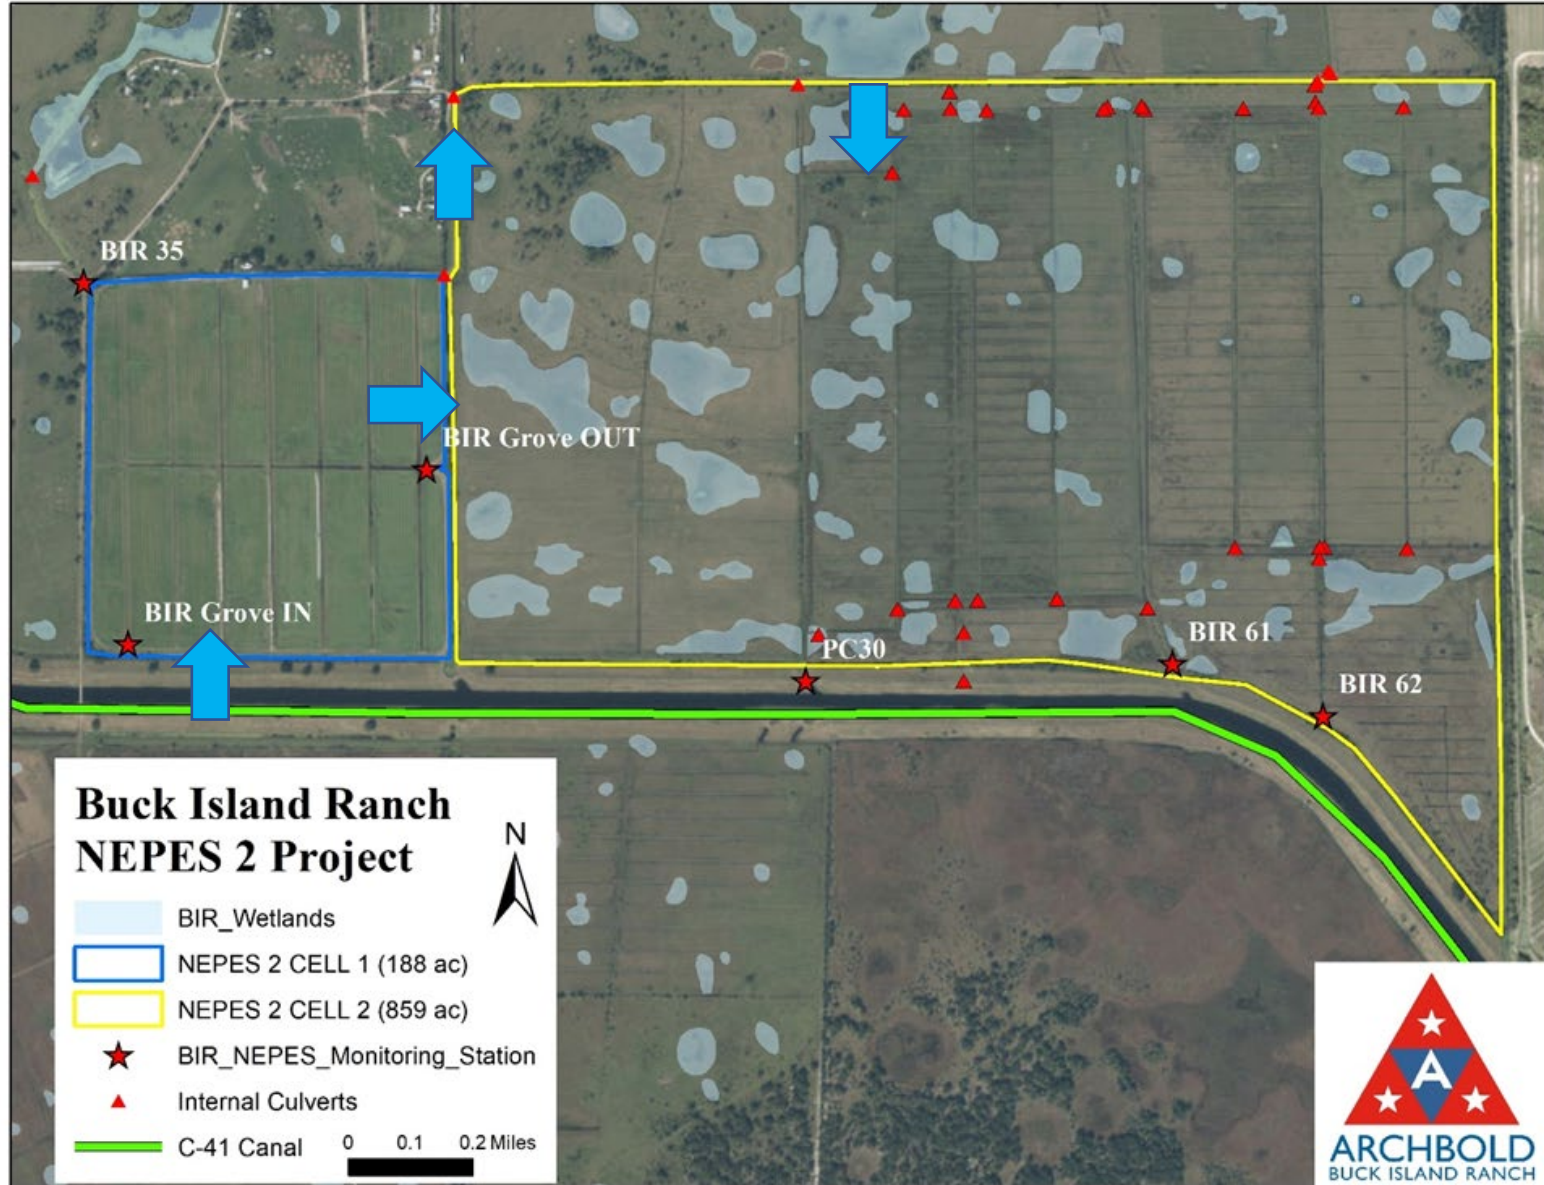 BIR 35
BIR Grove OUT
BIR Grove IN
PC30
BIR 61
BIR 62
Buck Island Ranch
NEPES 2 Project
N
BIR_Wetlands
NEPES 2 CELL 1 (188 ac)
NEPES 2 CELL 2 (859 ac)
BIR_NEPES_Monitoring_Station
Internal Culverts
C-41 Canal
0 0.1 0.2 Miles
A
ARCHBOLD
BUCK ISLAND RANCH